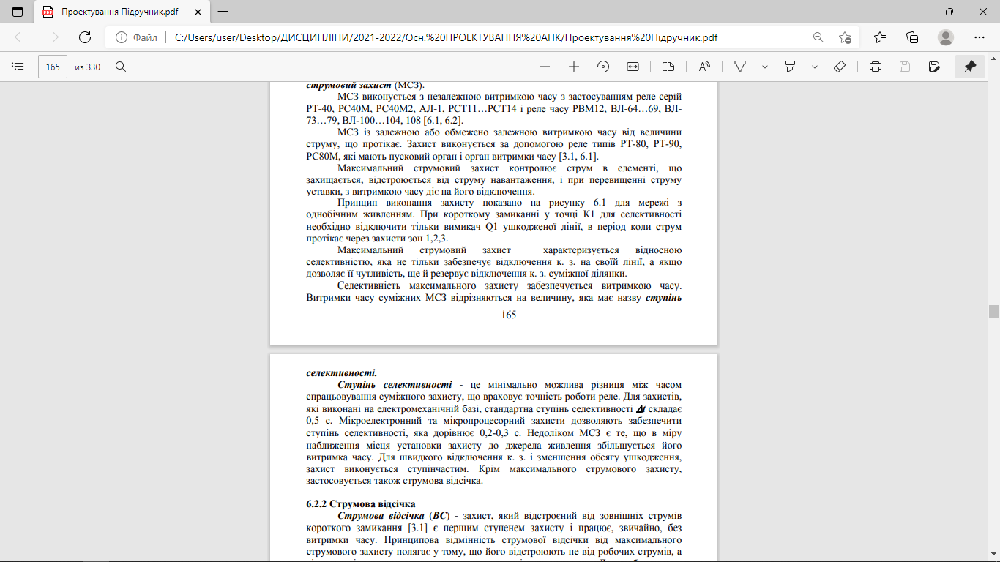 Проектування Підручник.pdf
Файл
C:/Users/user/Desktop/ДИСЦИПЛІНИ/2021-2022/Осн.%20ПРОЕКТУВАННЯ%20АПК/Проектування%20Підручник.pdf
165
из 330
струмовий захист (МСЗ).
МСЗ виконується з незалежною витримкою часу з застосуванням реле серій
РТ-40, РС40М, РС40М2, АЛ-1, РСТ11…РСТ14 і реле часу РВМ12, ВЛ-64…69, ВЛ-
73…79, ВЛ-100…104, 108 [6.1, 6.2].
МСЗ із залежною або обмежено залежною витримкою часу від величини
струму, що протікає. Захист виконується за допомогою реле типів РТ-80, РТ-90,
РС80М, які мають пусковий орган і орган витримки часу [3.1, 6.1].
Максимальний струмовий захист контролює струм в елементі, що
захищається, відстроюється від струму навантаження, і при перевищенні струму
уставки, з витримкою часу діє на його відключення.
Принцип виконання захисту показано на рисунку 6.1 для мережі з
однобічним живленням. При короткому замиканні у точці К1 для селективності
необхідно відключити тільки вимикач Q1 ушкодженої лінії, в період коли струм
протікає через захисти зон 1,2,3.
Максимальний струмовий захист характеризується відносною
селективністю, яка не тільки забезпечує відключення к. з. на своїй лінії, а якщо
дозволяє її чутливість, ще й резервує відключення к. з. суміжної ділянки.
Селективність максимального захисту забезпечується витримкою часу.
Витримки часу суміжних МСЗ відрізняються на величину, яка має назву ступінь
165
селективності.
Ступінь селективності - це мінімально можлива різниця між часом
спрацьовування суміжного захисту, що враховує точність роботи реле. Для захистів,
які виконані на електромеханічній базі, стандартна ступінь селективності Δt складає
0,5 с. Мікроелектронний та мікропроцесорний захисти дозволяють забезпечити
ступінь селективності, яка дорівнює 0,2-0,3 с. Недоліком МСЗ є те, що в міру
наближення місця установки захисту до джерела живлення збільшується його
витримка часу. Для швидкого відключення к. з. і зменшення обсягу ушкодження,
захист виконується ступінчастим. Крім максимального струмового захисту,
застосовується також струмова відсічка.
6.2.2 Струмова відсічка
Струмова відсічка (ВС) - захист, який відстроєний від зовнішніх струмів
короткого замикання [3.1] є першим ступенем захисту і працює, звичайно, без
витримки часу. Принципова відмінність струмової відсічки від максимального
струмового захисту полягає у тому, що його відстроюють не від робочих струмів, а